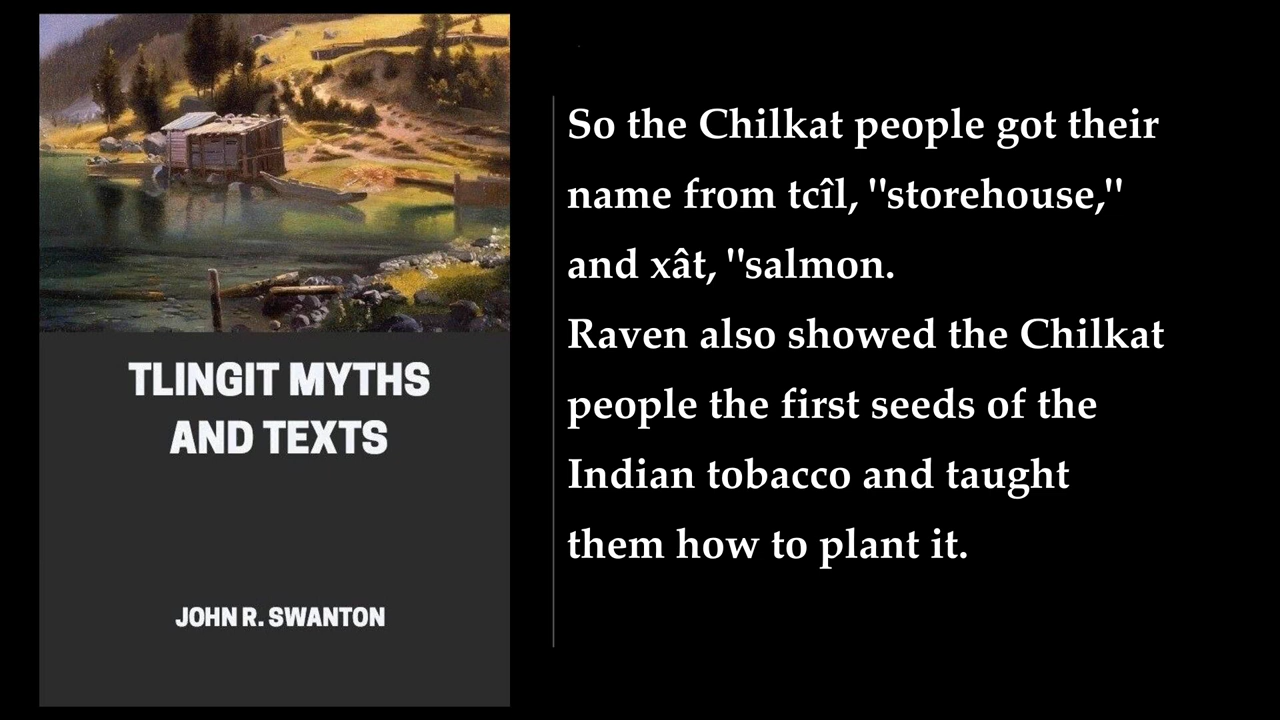 TLINGIT MYTHS
AND TEXTS
JOHN R. SWANTON
So the Chilkat people got their
name from tcîl, "storehouse,"
and xât, "salmon.
Raven also showed the Chilkat
people the first seeds of the
Indian tobacco and taught
them how to plant it.